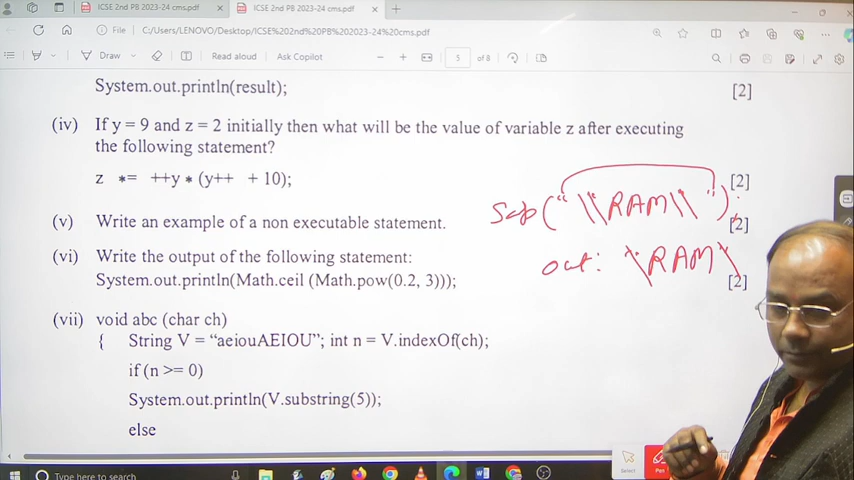 ICSE 2nd PB 2023-24 cms.pdf
ICSE 2nd PB 2023-24 cms.pdf
File
C:/Users/LENOVO/Desktop/ICSE%202nd%20PB%202023-24%20cms.pdf
Draw
Read aloud
Ask Copilot
5
of 8
System.out.println(result);
[2]
(iv) If y = 9 and z = 2 initially then what will be the value of variable z after executing
the following statement?
z *= ++y * (y++ + 10);
[2]
Sop("\\RAM\\");
(v) Write an example of a non executable statement.
[2]
(vi) Write the output of the following statement:
out: \RAM\
System.out.println(Math.ceil (Math.pow(0.2, 3)));
[2]
(vii) void abc (char ch)
{ String V = “aeiouAEIOU”; int n = V.indexOf(ch);
if (n >= 0)
System.out.println(V.substring(5));
else
Select
Pen
Type here to search